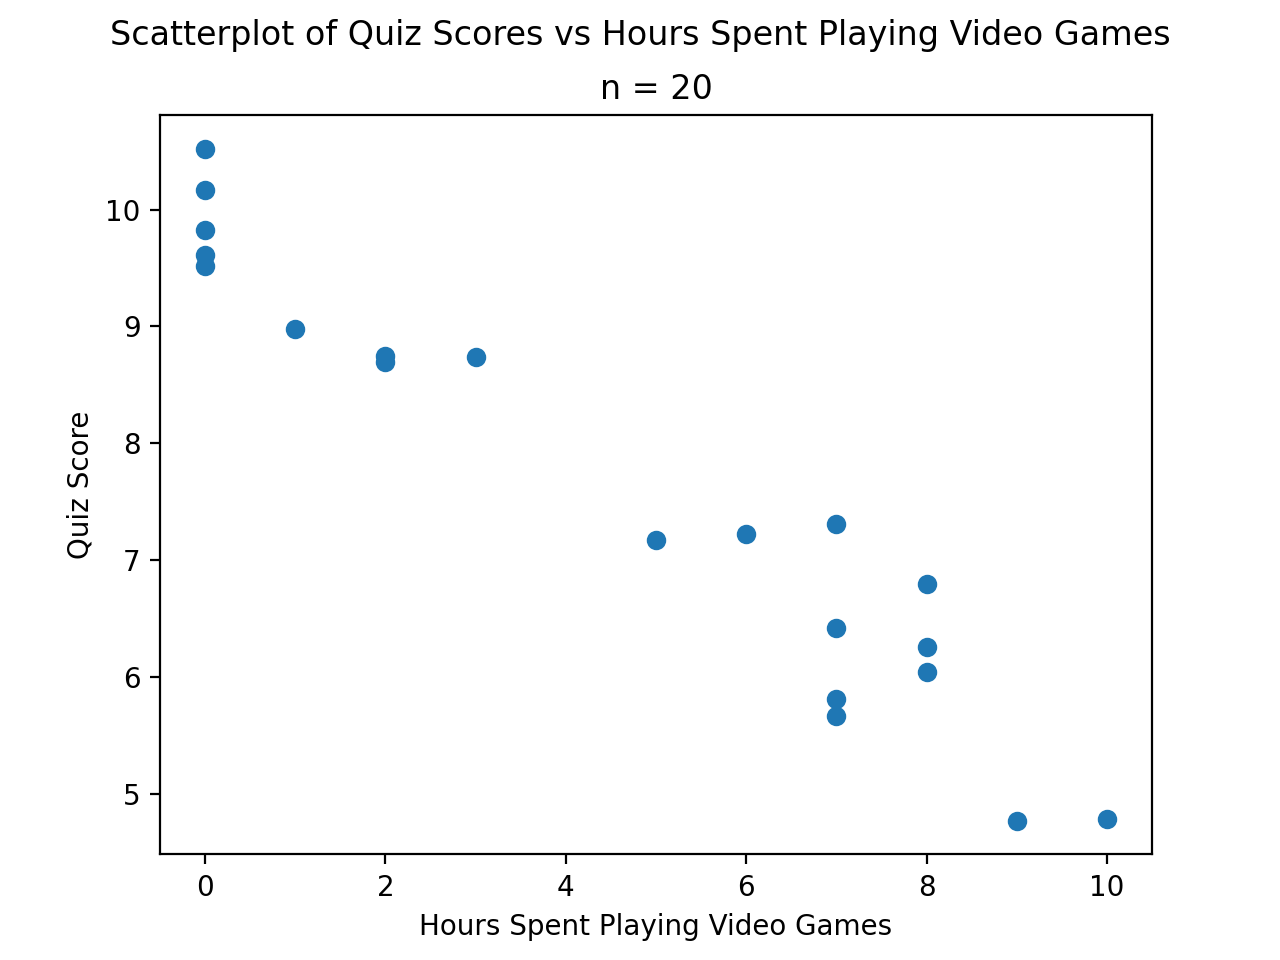 Scatterplot of Quiz Scores vs Hours Spent Playing Video Games
n = 20
10
9
8
7
6
5
Quiz Score
0 2 4 6 8 10
Hours Spent Playing Video Games